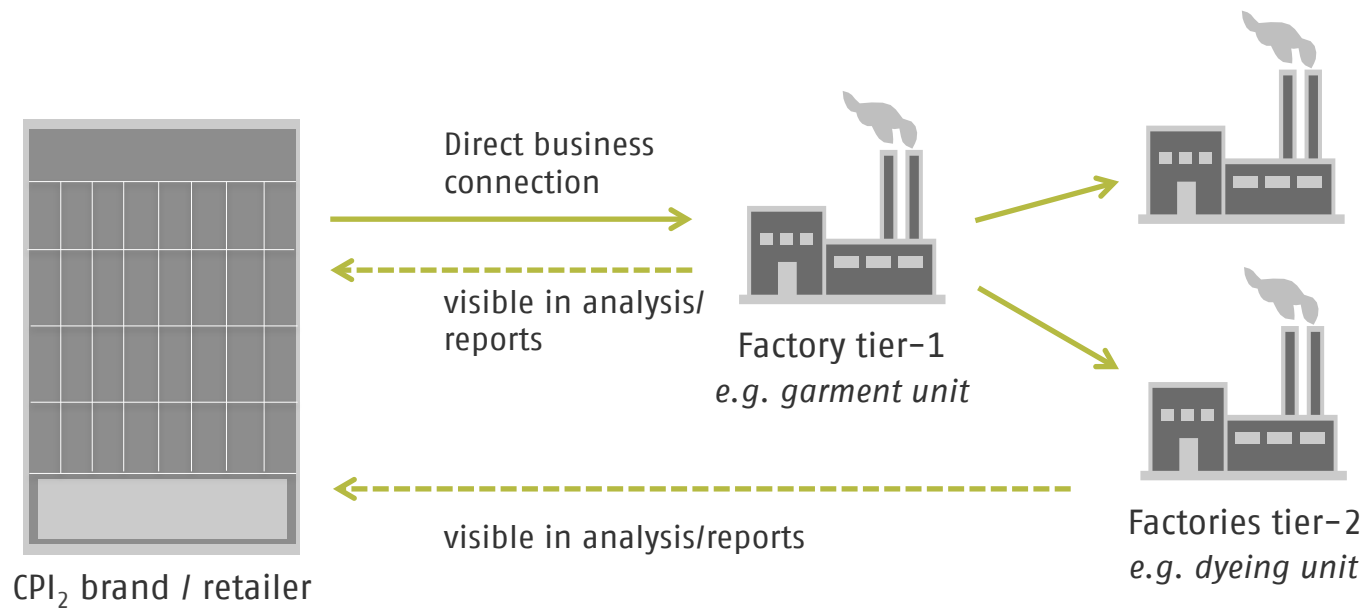 Direct business
connection
visible in analysis/
reports
Factory tier-1
e.g. garment unit
visible in analysis/reports
Factories tier-2
e.g. dyeing unit
CPI₂ brand / retailer